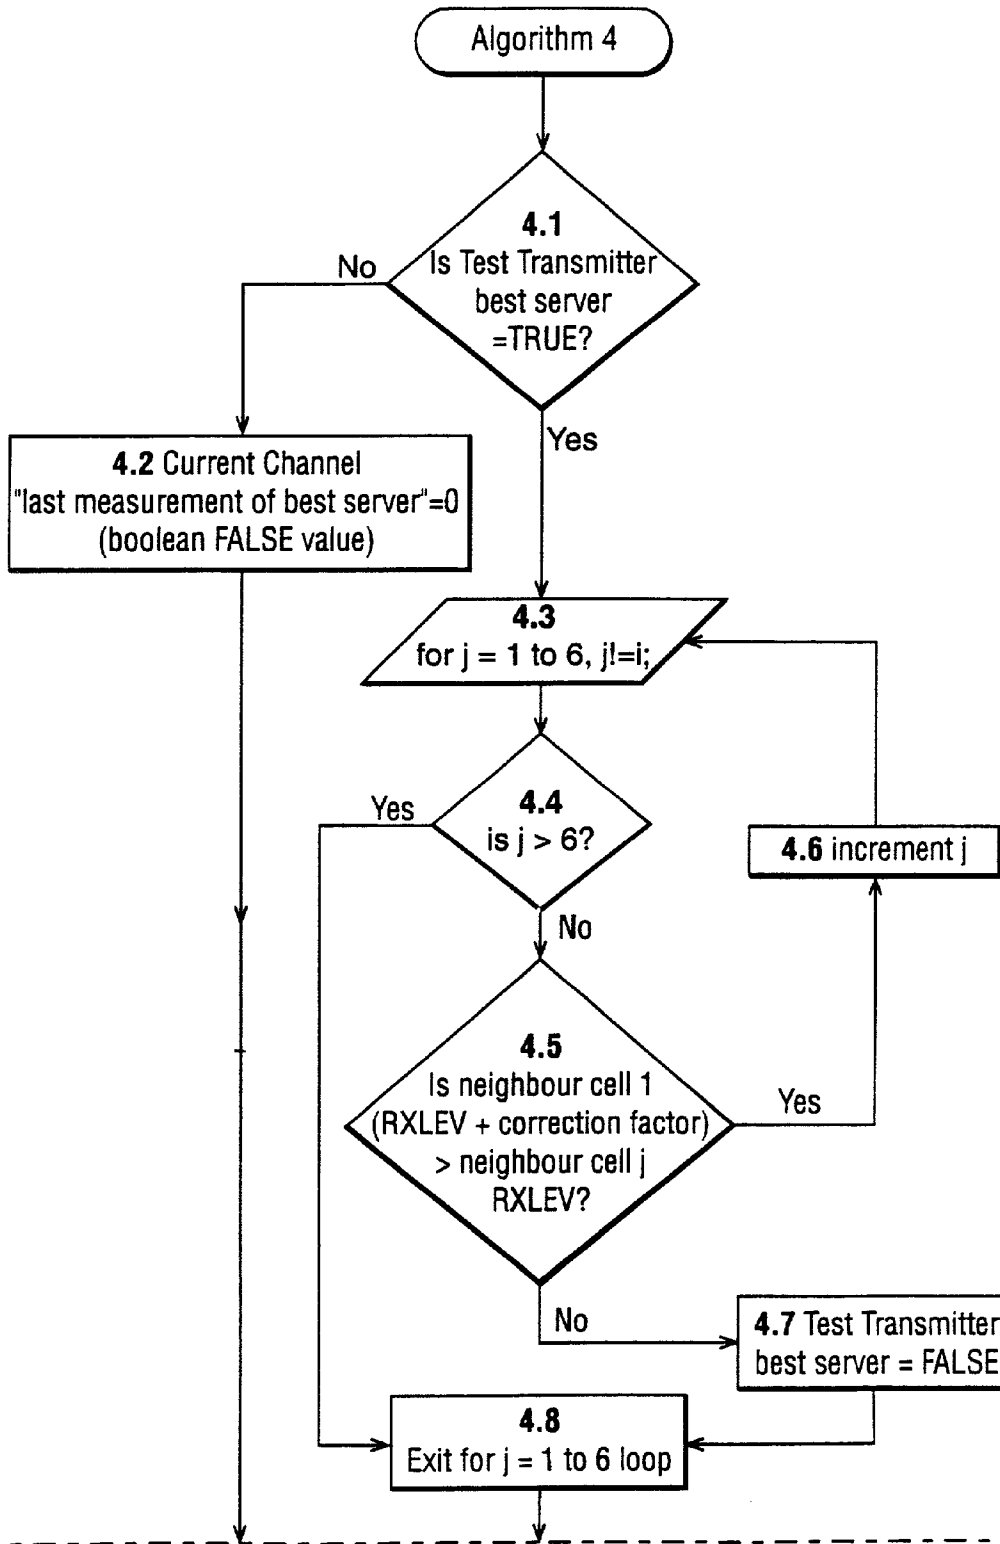 Algorithm 4
4.1
Is Test Transmitter
best server
=TRUE?
No
Yes
4.2 Current Channel
"last measurement of best server"=0
(boolean FALSE value)
4.3
for j = 1 to 6, j!=i;
4.4
is j > 6?
Yes
No
4.6 increment j
4.5
Is neighbour cell 1
(RXLEV + correction factor)
> neighbour cell j
RXLEV?
Yes
No
4.7 Test Transmitter
best server = FALSE
4.8
Exit for j = 1 to 6 loop